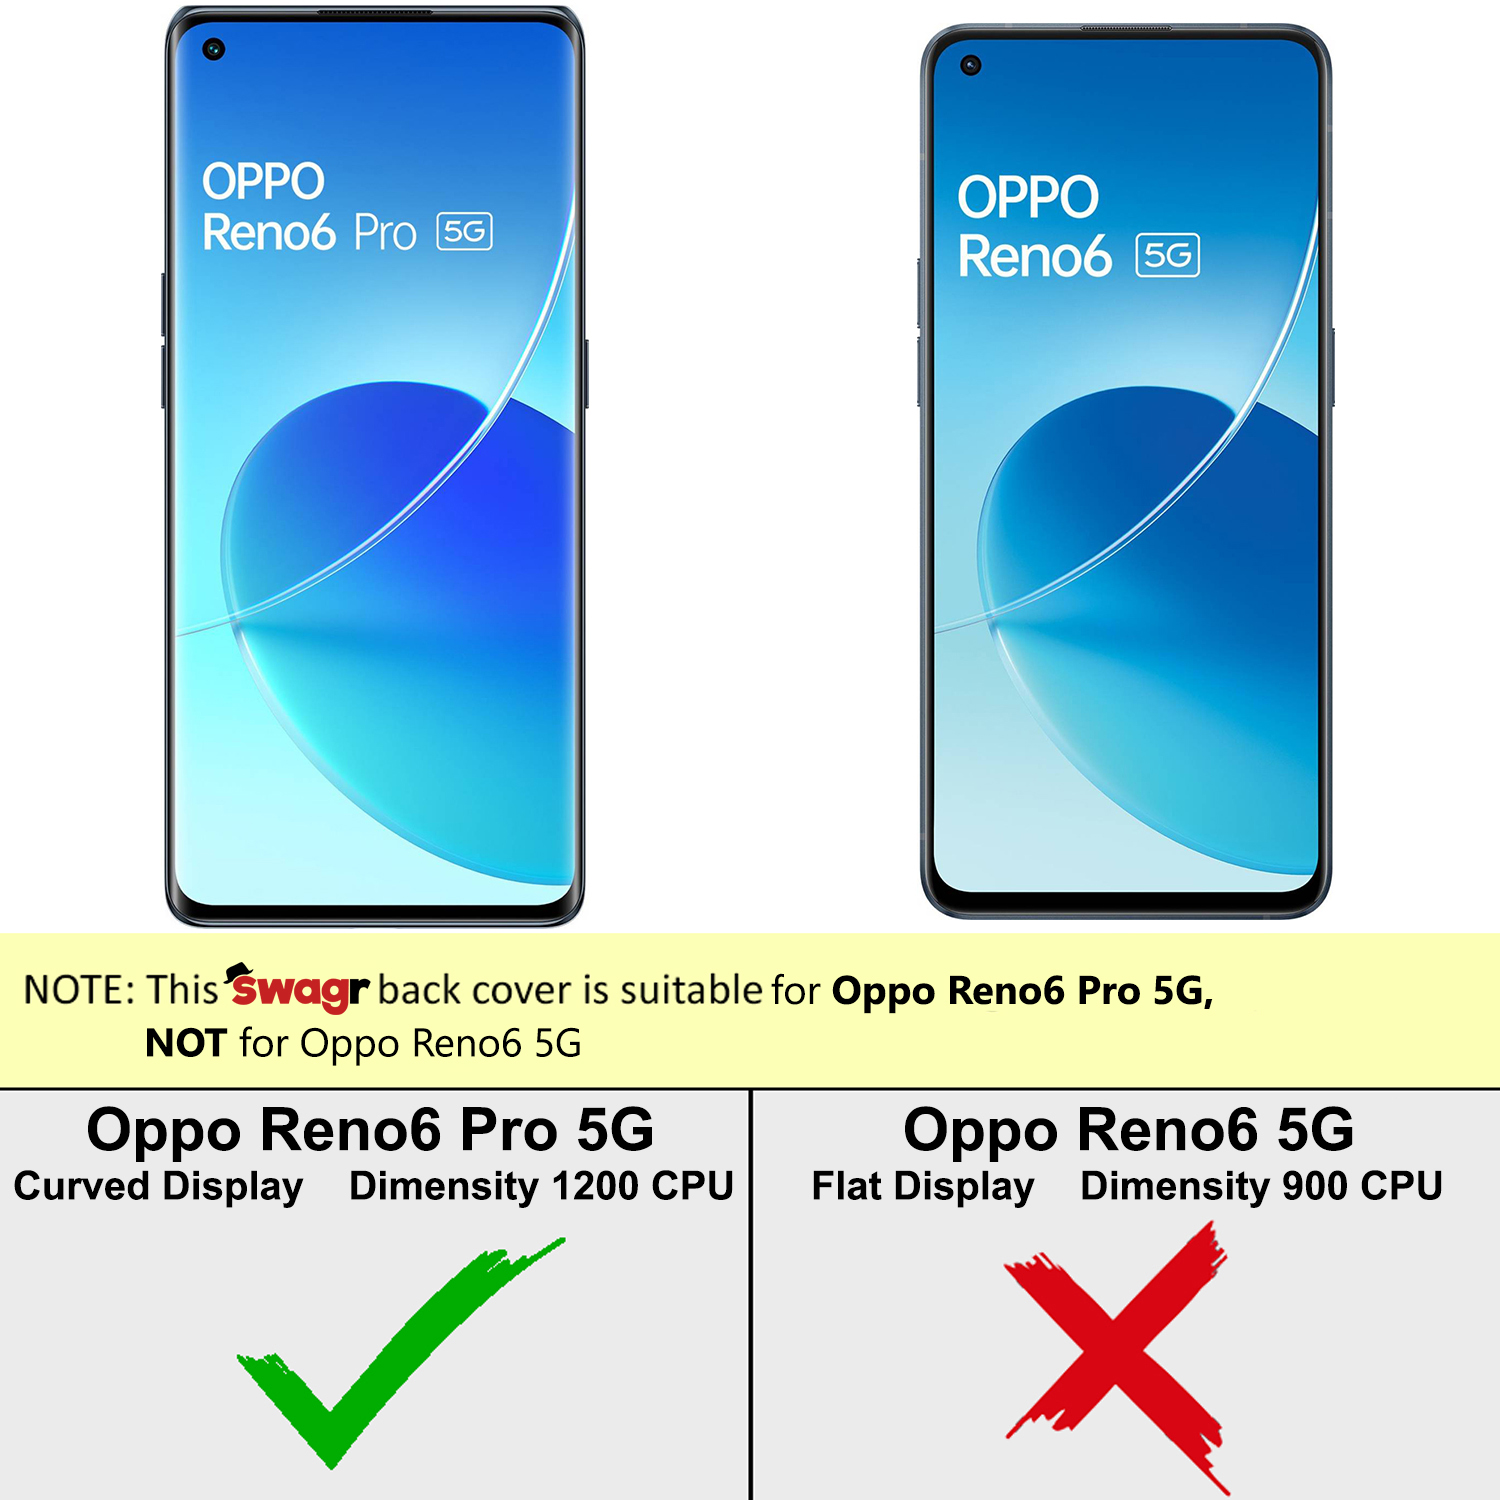 OPPO
Reno6 Pro 5G
OPPO
Reno6 5G
NOTE: This Swagr back cover is suitable for Oppo Reno6 Pro 5G,
NOT for Oppo Reno6 5G
Oppo Reno6 Pro 5G
Curved Display Dimensity 1200 CPU
Oppo Reno6 5G
Flat Display Dimensity 900 CPU